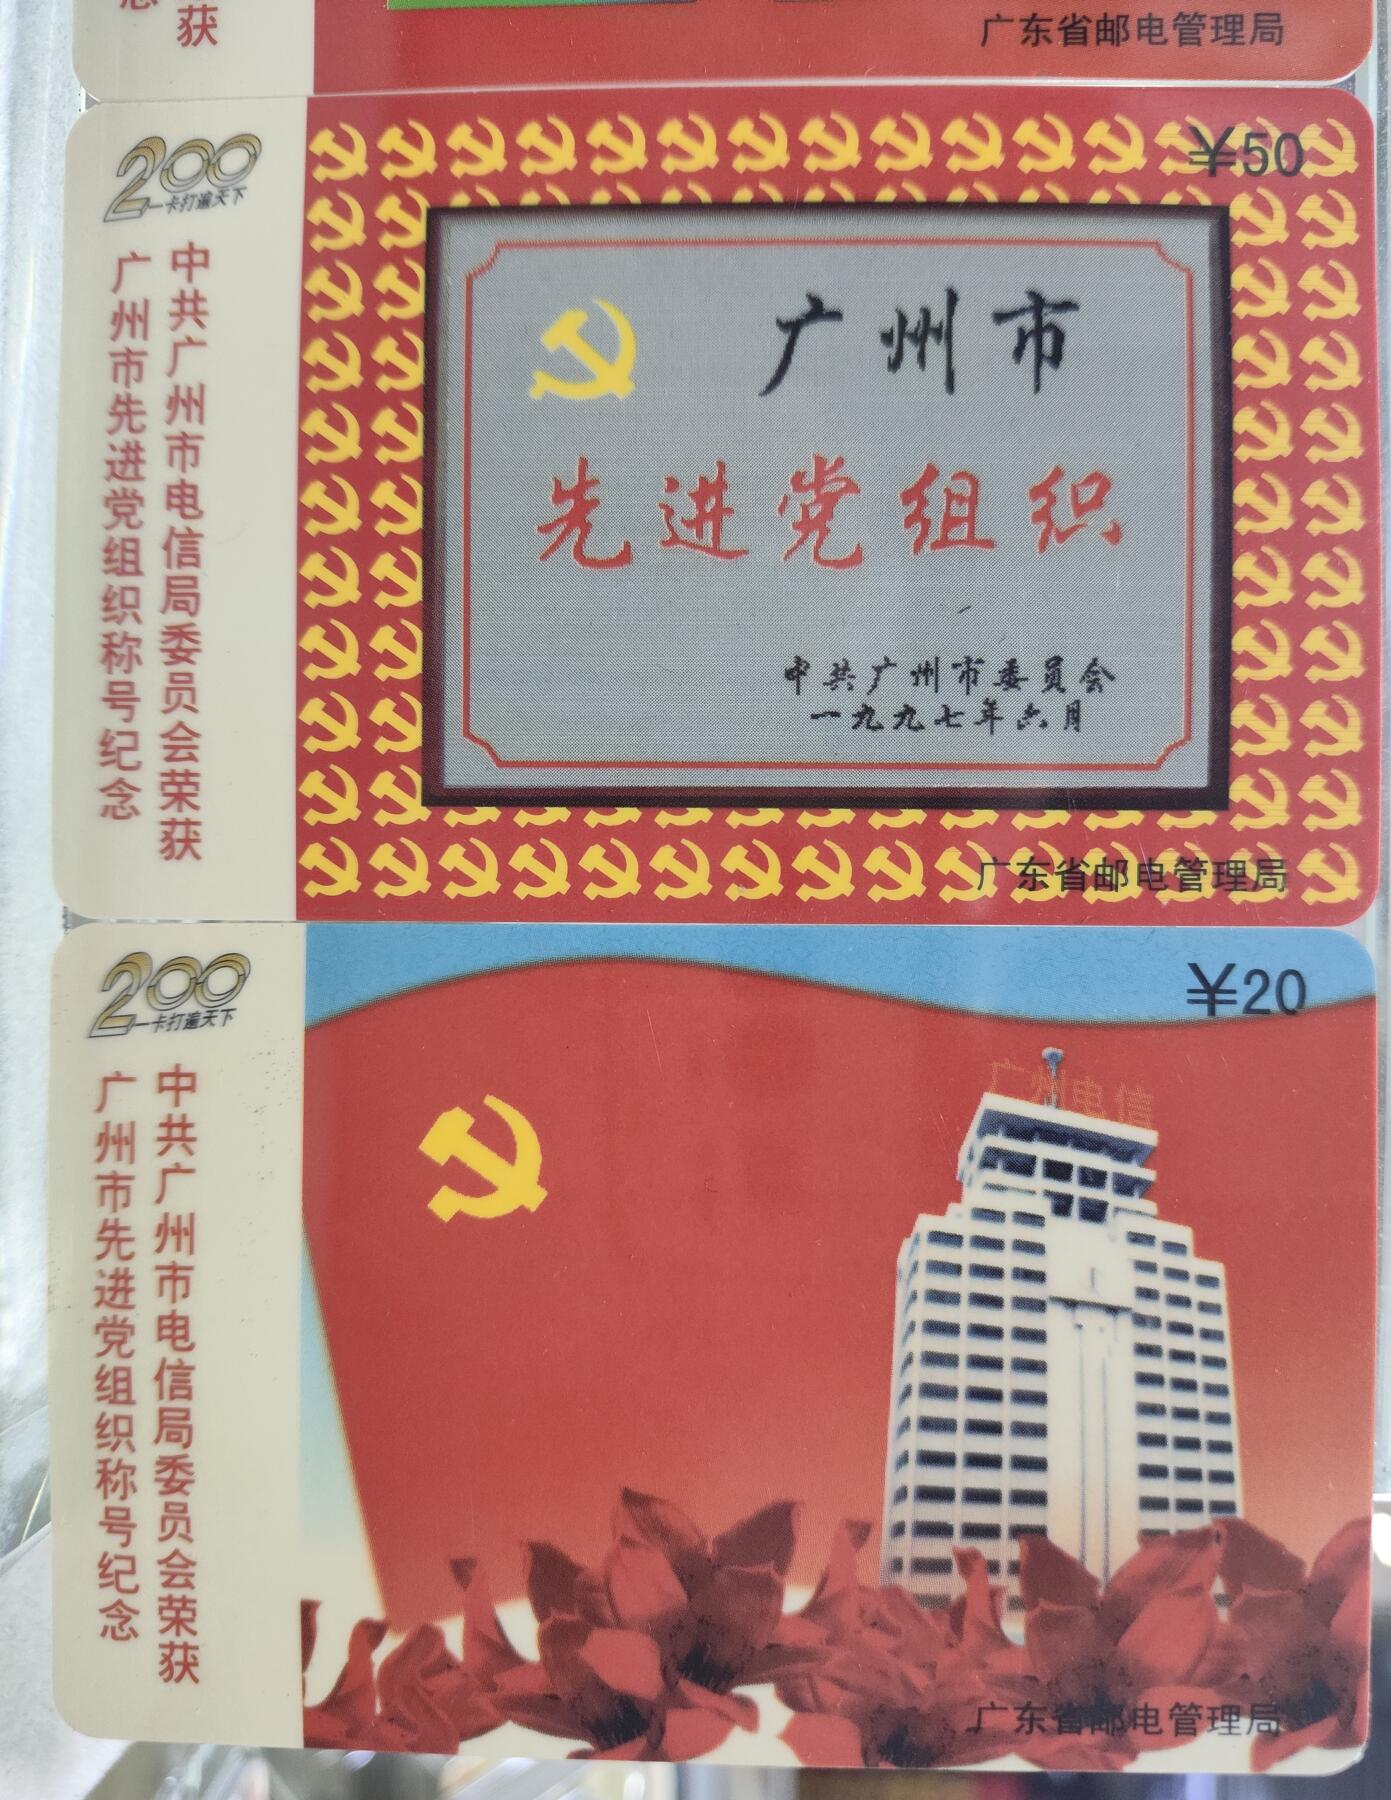 获
念
广东省邮电管理局
200
一卡打遍天下
中共广州市电信局委员会荣获
广州市先进党组织称号纪念
¥50
广州市
先进党组织
中共广州市委员会
一九九七年六月
广东省邮电管理局
200
一卡打遍天下
中共广州市电信局委员会荣获
广州市先进党组织称号纪念
¥20
广州电信
广东省邮电管理局